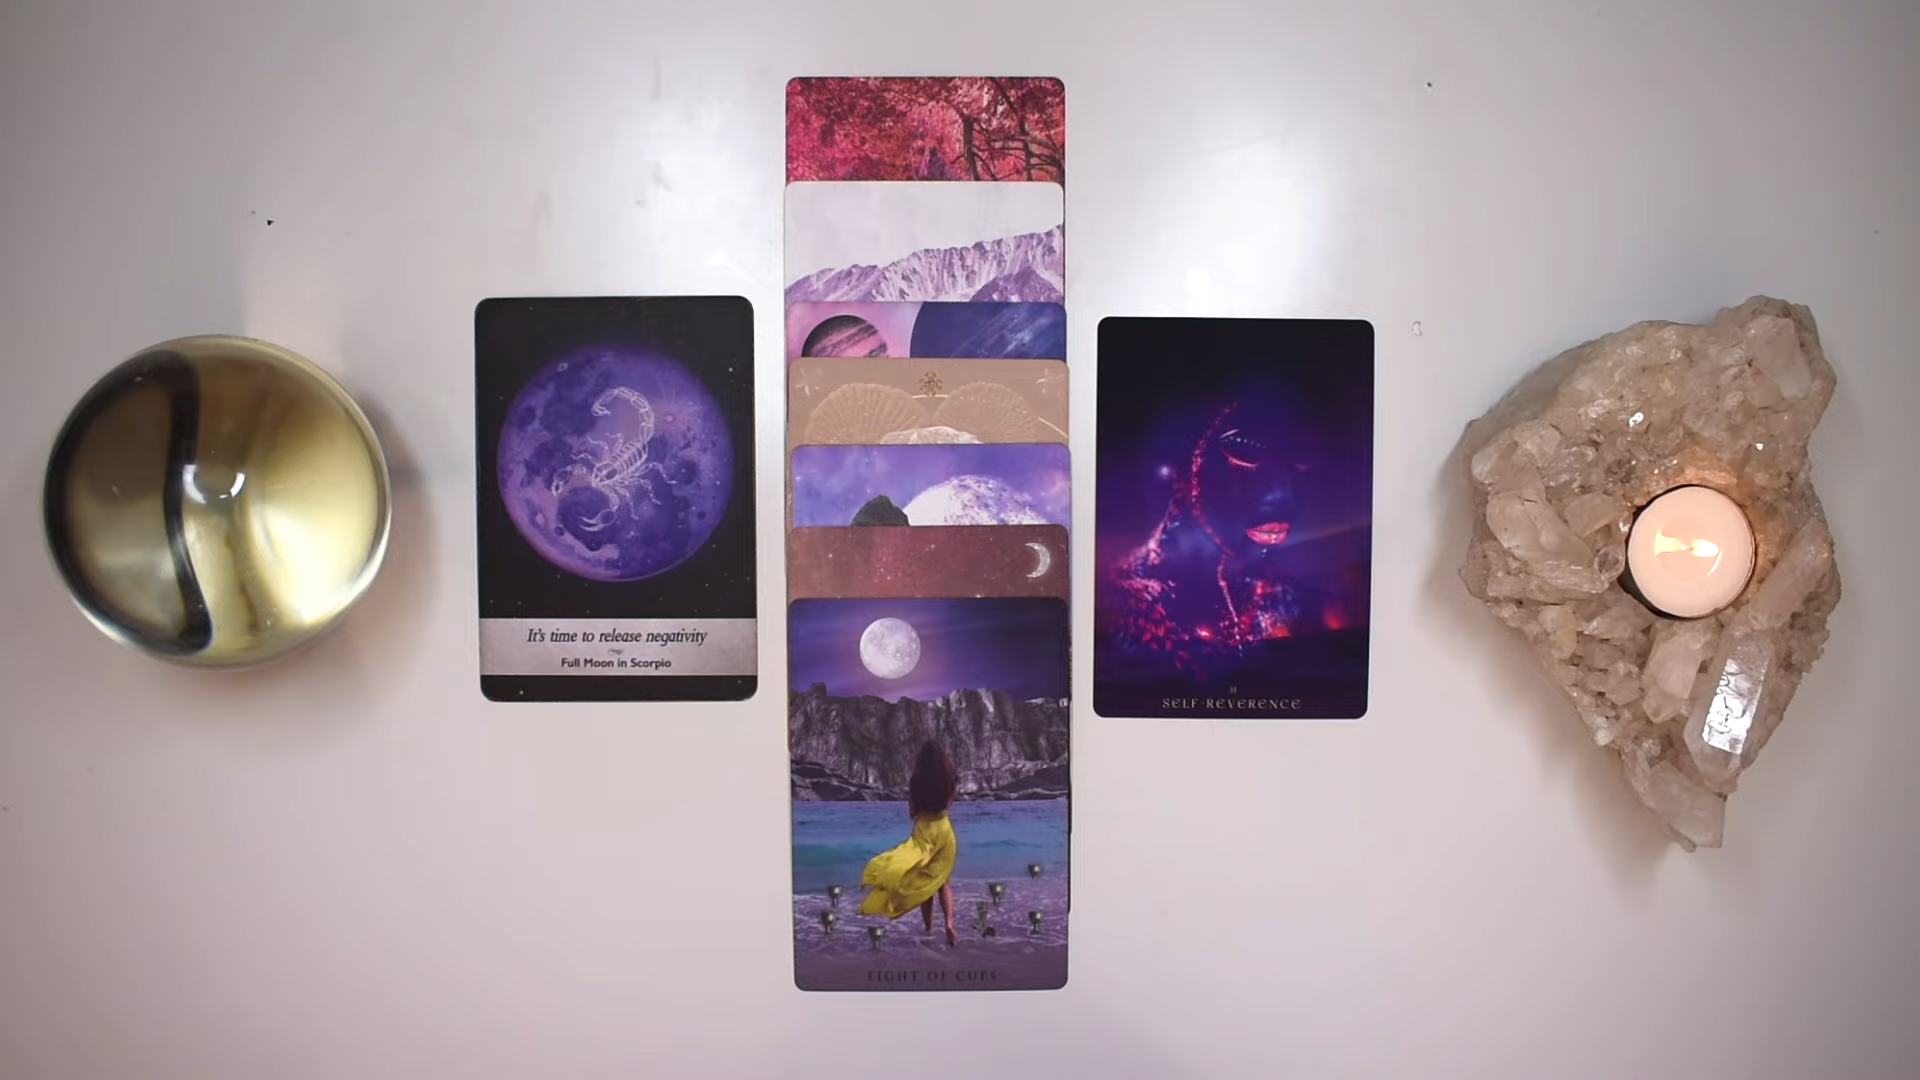 It's time to release negativity
Full Moon in Scorpio
SELF-REVERENCE
EIGHT OF CUPS